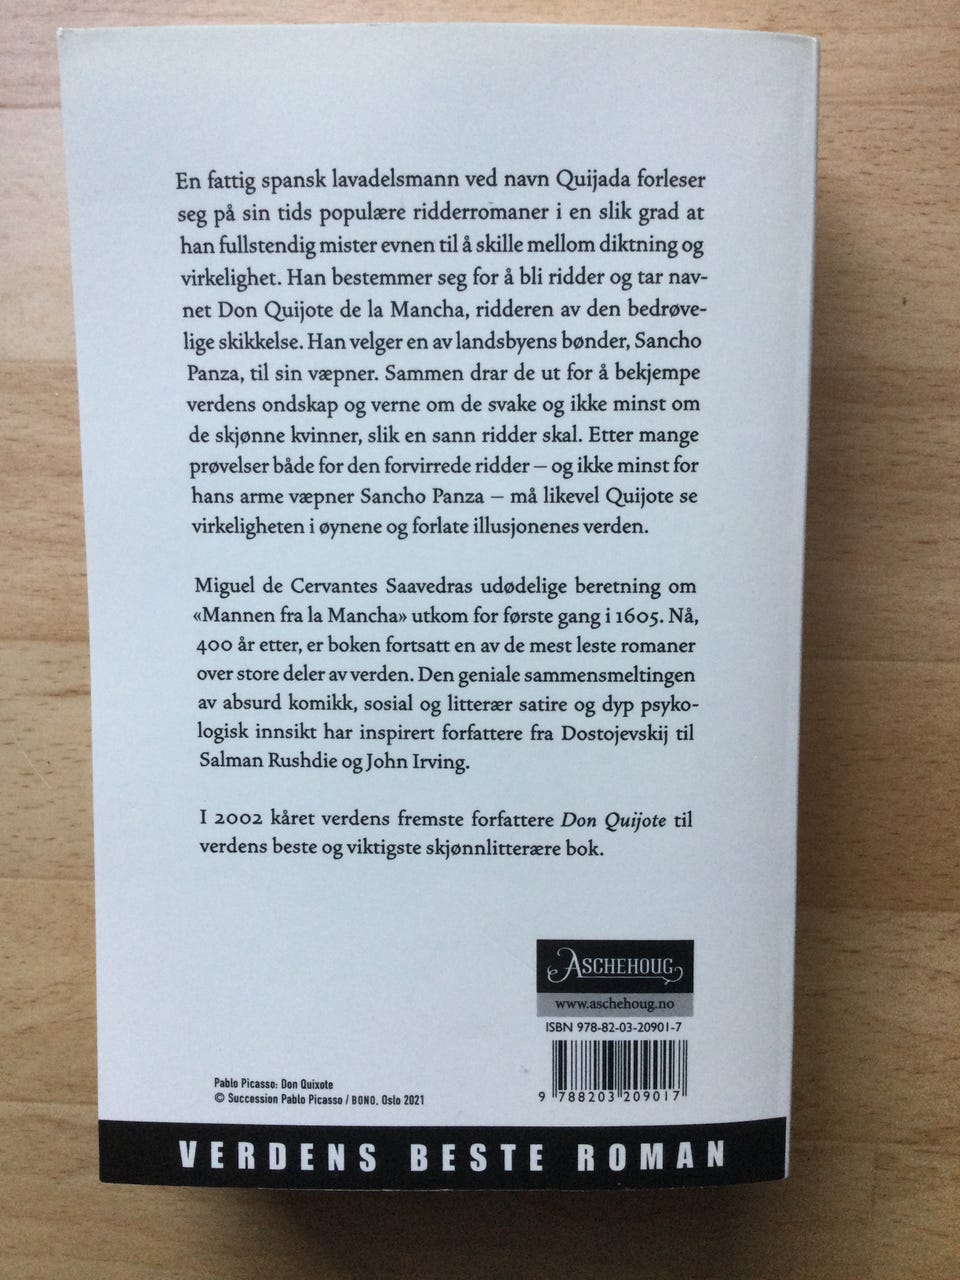 En fattig spansk lavadelsmann ved navn Quijada forleser
seg på sin tids populære ridderromaner i en slik grad at
han fullstendig mister evnen til å skille mellom diktning og
virkelighet. Han bestemmer seg for å bli ridder og tar nav-
net Don Quijote de la Mancha, ridderen av den bedrøve-
lige skikkelse. Han velger en av landsbyens bønder, Sancho
Panza, til sin væpner. Sammen drar de ut for å bekjempe
verdens ondskap og verne om de svake og ikke minst om
de skjønne kvinner, slik en sann ridder skal. Etter mange
prøvelser både for den forvirrede ridder – og ikke minst for
hans arme væpner Sancho Panza – må likevel Quijote se
virkeligheten i øynene og forlate illusjonenes verden.
Miguel de Cervantes Saavedras udødelige beretning om
«Mannen fra la Mancha» utkom for første gang i 1605. Nå,
400 år etter, er boken fortsatt en av de mest leste romaner
over store deler av verden. Den geniale sammensmeltingen
av absurd komikk, sosial og litterær satire og dyp psyko-
logisk innsikt har inspirert forfattere fra Dostojevskij til
Salman Rushdie og John Irving.
I 2002 kåret verdens fremste forfattere Don Quijote til
verdens beste og viktigste skjønnlitterære bok.
ASCHEHOUG
www.aschehoug.no
ISBN 978-82-03-20901-7
9 788203 209017
Pablo Picasso: Don Quixote
© Succession Pablo Picasso / BONO, Oslo 2021
VERDENS BESTE ROMAN